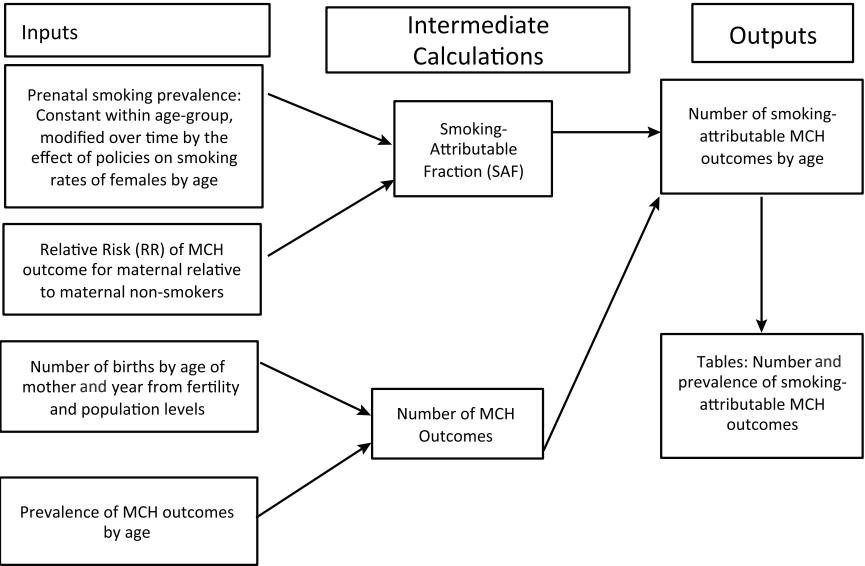 Inputs
Intermediate
Calculations
Outputs
Prenatal smoking prevalence:
Constant within age-group,
modified over time by the
effect of policies on smoking
rates of females by age
Relative Risk (RR) of MCH
outcome for maternal relative
to maternal non-smokers
Number of births by age of
mother and year from fertility
and population levels
Prevalence of MCH outcomes
by age
Smoking-
Attributable
Fraction (SAF)
Number of MCH
Outcomes
Number of smoking-
attributable MCH
outcomes by age
Tables: Number and
prevalence of smoking-
attributable MCH
outcomes